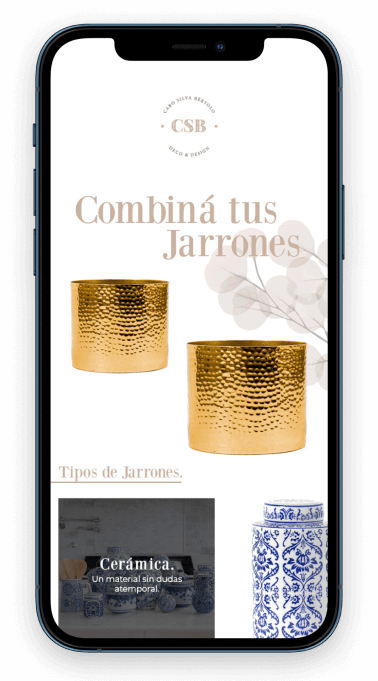 CARO SILVA BÉRTOLO
CSB
DECO & DESIGN
Combiná tus
Jarrones
Tipos de Jarrones.
Cerámica.
Un material sin dudas
atemporal.